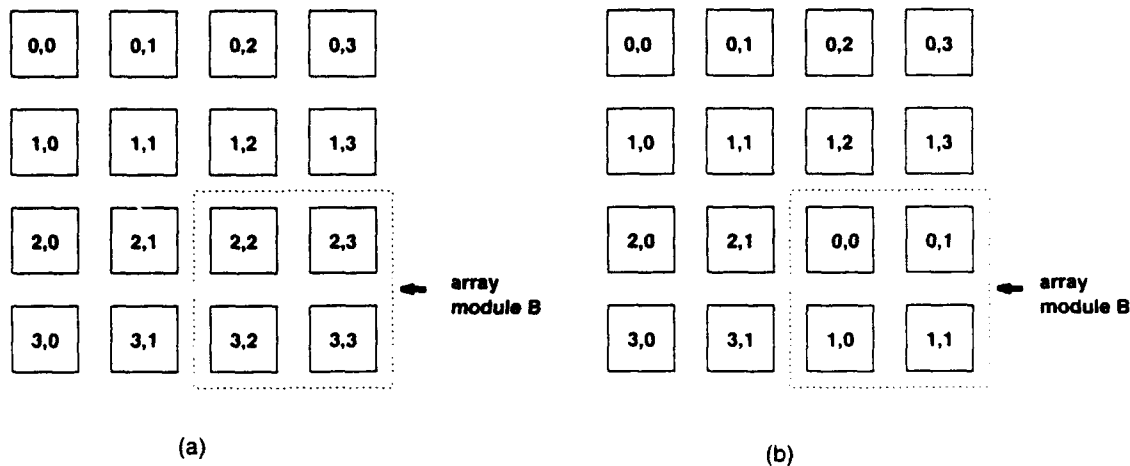 0,0 0,1 0,2 0,3
1,0 1,1 1,2 1,3
2,0 2,1 2,2 2,3
array
module B
3,0 3,1 3,2 3,3
(a)
0,0 0,1 0,2 0,3
1,0 1,1 1,2 1,3
2,0 2,1 0,0 0,1
array
module B
3,0 3,1 1,0 1,1
(b)